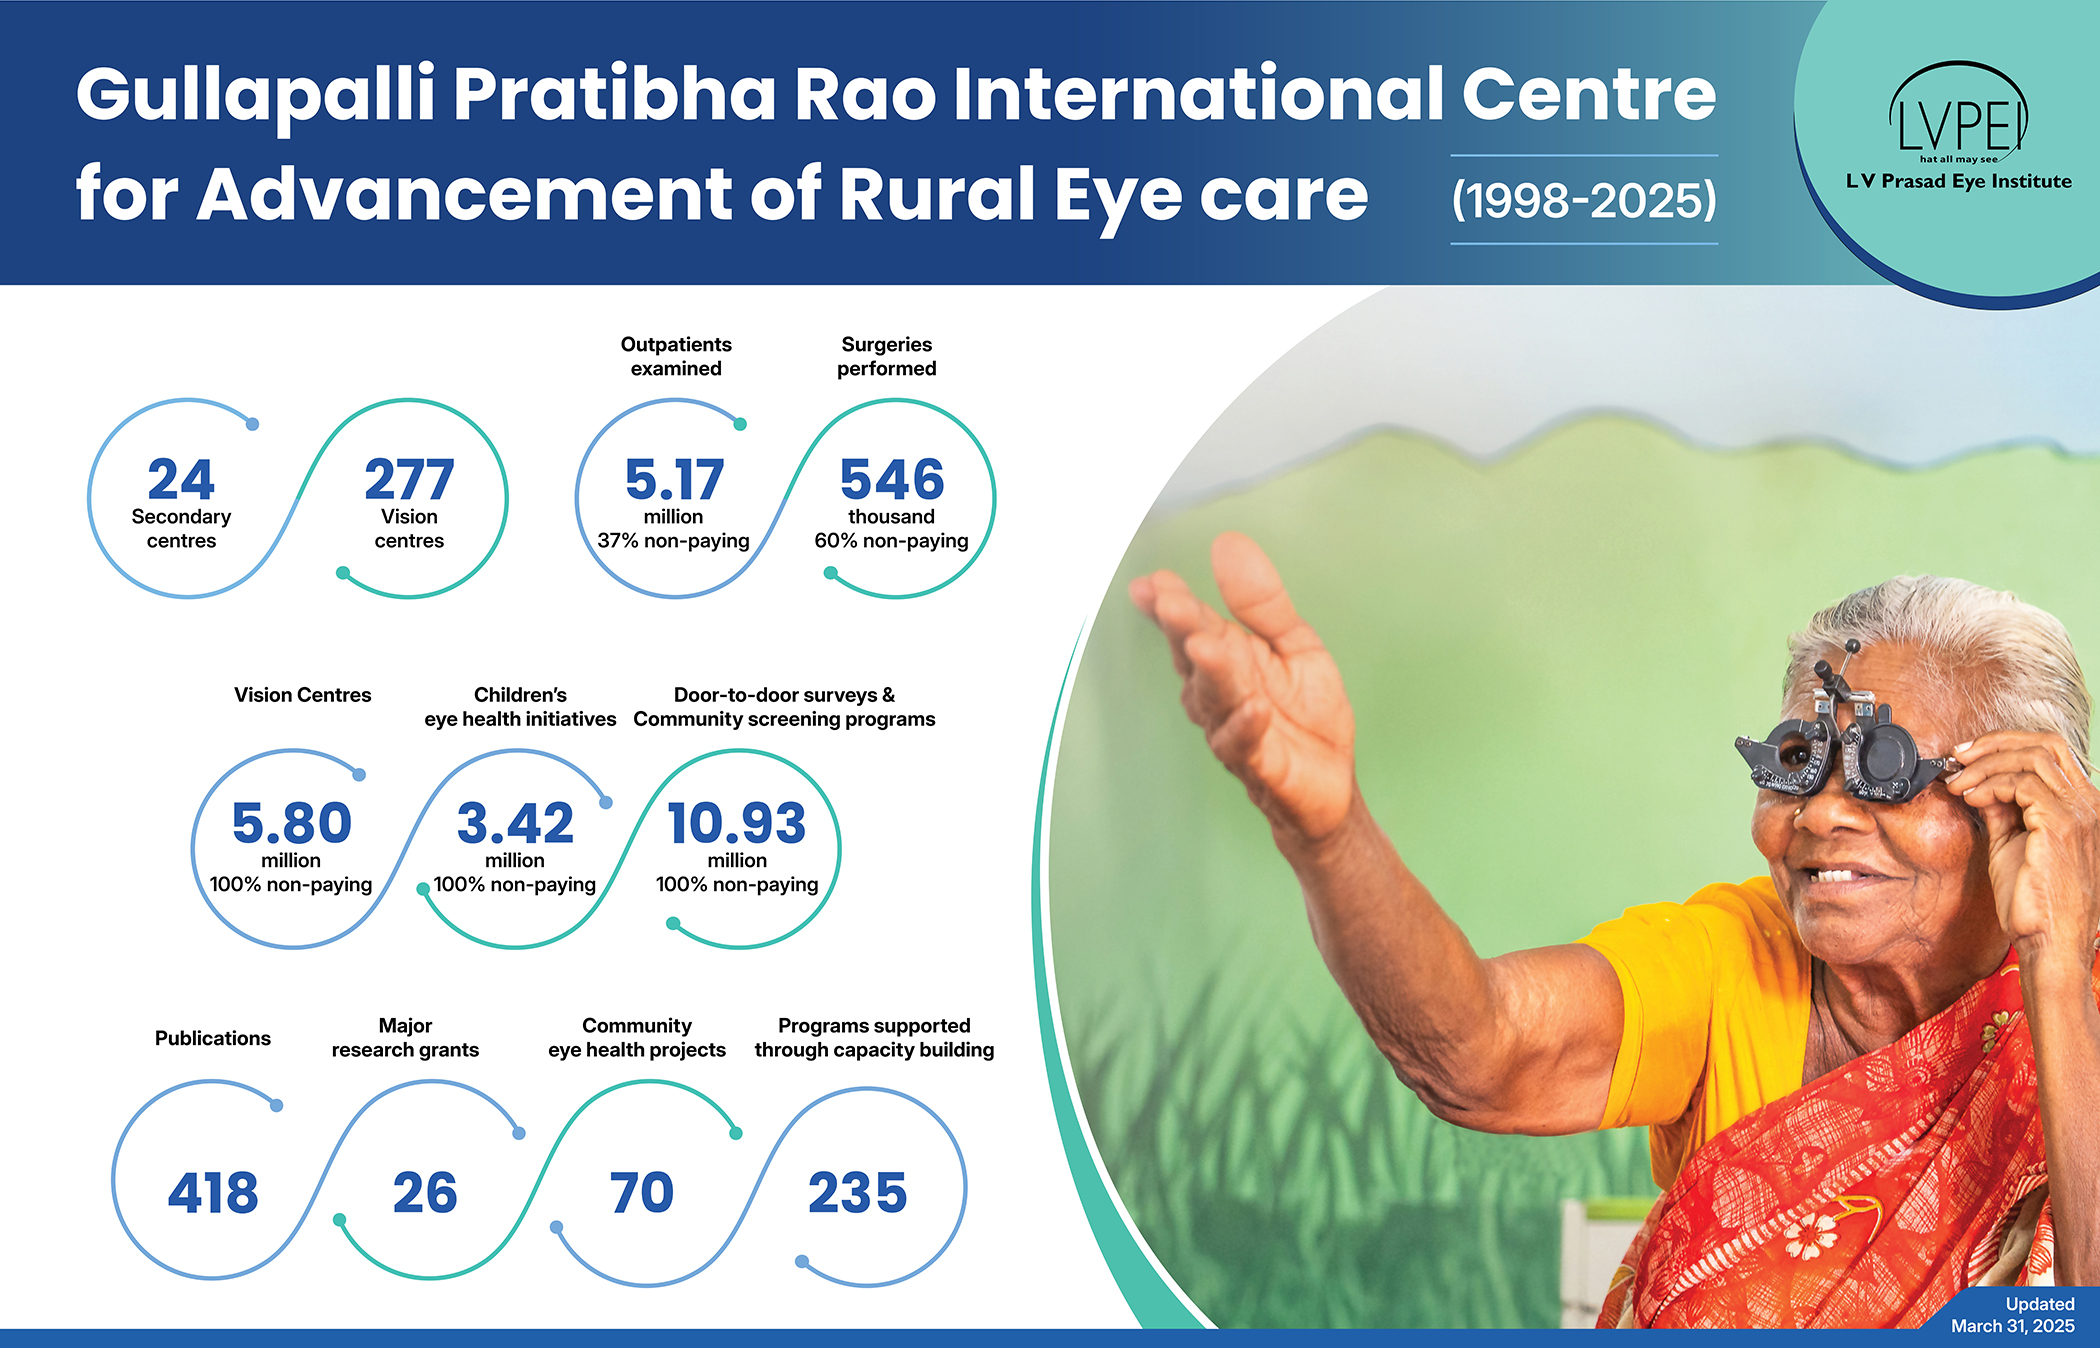 Gullapalli Pratibha Rao International Centre
for Advancement of Rural Eye care
(1998-2025)
LVPEI
hat all may see
L V Prasad Eye Institute
24
Secondary
centres
277
Vision
centres
Outpatients
examined
5.17
million
37% non-paying
Surgeries
performed
546
thousand
60% non-paying
Vision Centres
5.80
million
100% non-paying
Children's
eye health initiatives
3.42
million
100% non-paying
Door-to-door surveys &
Community screening programs
10.93
million
100% non-paying
Publications
418
Major
research grants
26
Community
eye health projects
70
Programs supported
through capacity building
235
Updated
March 31, 2025